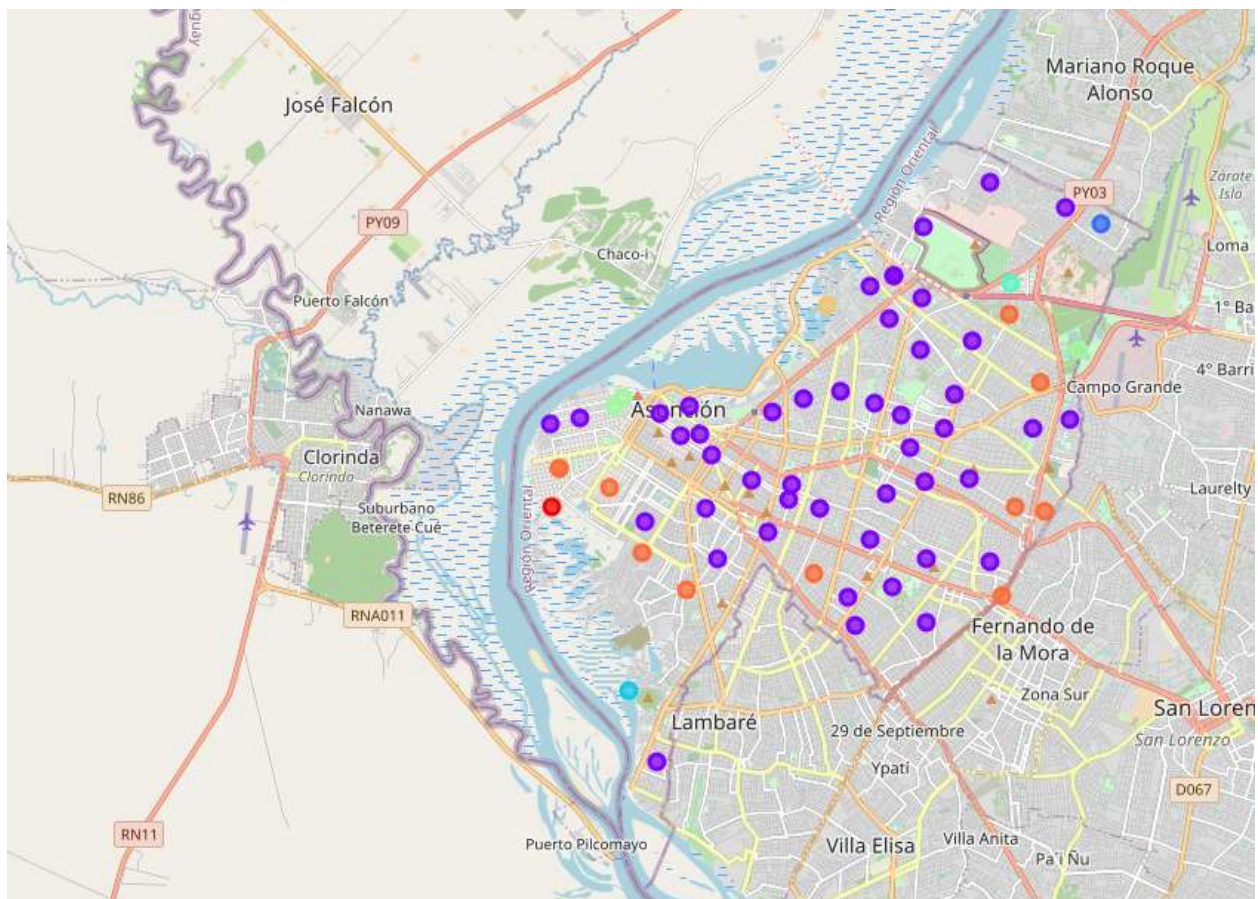 guay
Mariano Roque
Alonso
José Falcón
Región Oriental
PY03
Zárate
Isla
PY09
Chaco-i
Loma
Puerto Falcón
1° Ba
4° Barri
Campo Grande
Nanawa
Asunción
Clorinda
Clorinda
RN86
Laurelty
Suburbano
Beterete Cué
Región Oriental
RNA011
Fernando de
la Mora
Zona Sur
Lambaré
San Loren
29 de Septiembre
San Lorenzo
Ypati
D067
RN11
Puerto Pilcomayo
Villa Elisa
Villa Anita
Pa'i Ñu